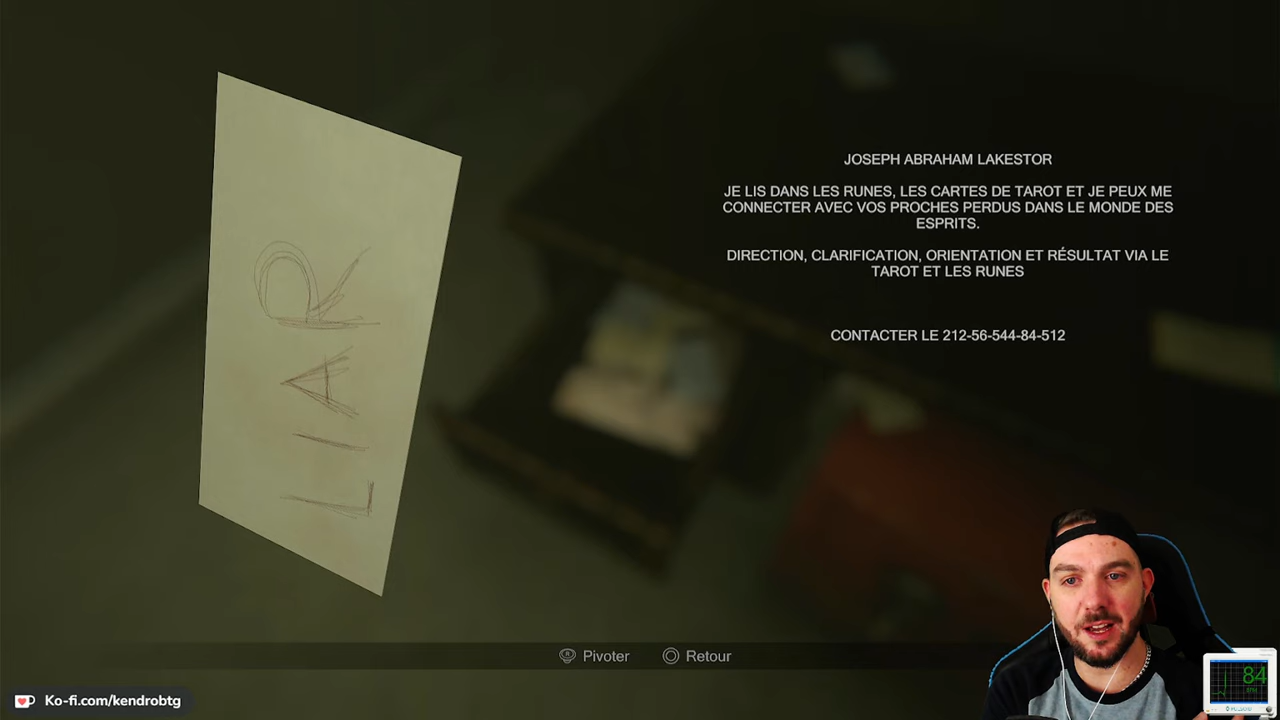 LIAR
JOSEPH ABRAHAM LAKESTOR
JE LIS DANS LES RUNES, LES CARTES DE TAROT ET JE PEUX ME
CONNECTER AVEC VOS PROCHES PERDUS DANS LE MONDE DES
ESPRITS.
DIRECTION, CLARIFICATION, ORIENTATION ET RÉSULTAT VIA LE
TAROT ET LES RUNES
CONTACTER LE 212-56-544-84-512
R Pivoter Retour
Ko-fi.com/kendrobtg
84